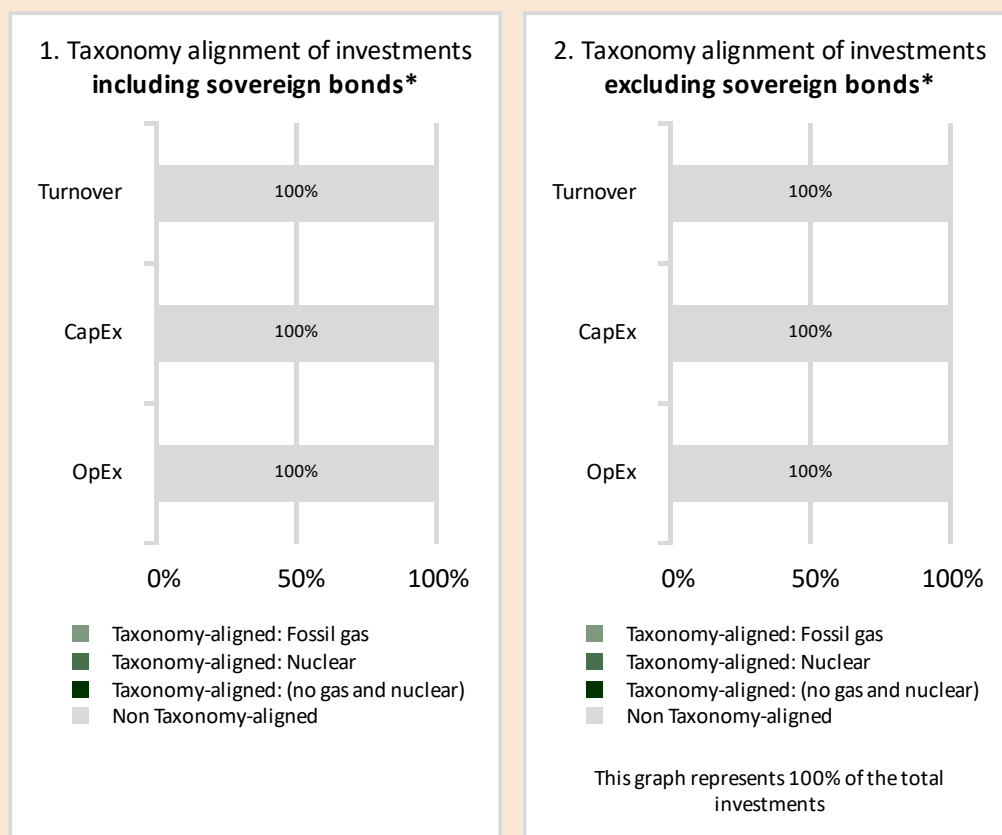 1. Taxonomy alignment of investments
including sovereign bonds*
Turnover
100%
CapEx
100%
OpEx
100%
0% 50% 100%
Taxonomy-aligned: Fossil gas
Taxonomy-aligned: Nuclear
Taxonomy-aligned: (no gas and nuclear)
Non Taxonomy-aligned
2. Taxonomy alignment of investments
excluding sovereign bonds*
Turnover
100%
CapEx
100%
OpEx
100%
0% 50% 100%
Taxonomy-aligned: Fossil gas
Taxonomy-aligned: Nuclear
Taxonomy-aligned: (no gas and nuclear)
Non Taxonomy-aligned
This graph represents 100% of the total
investments